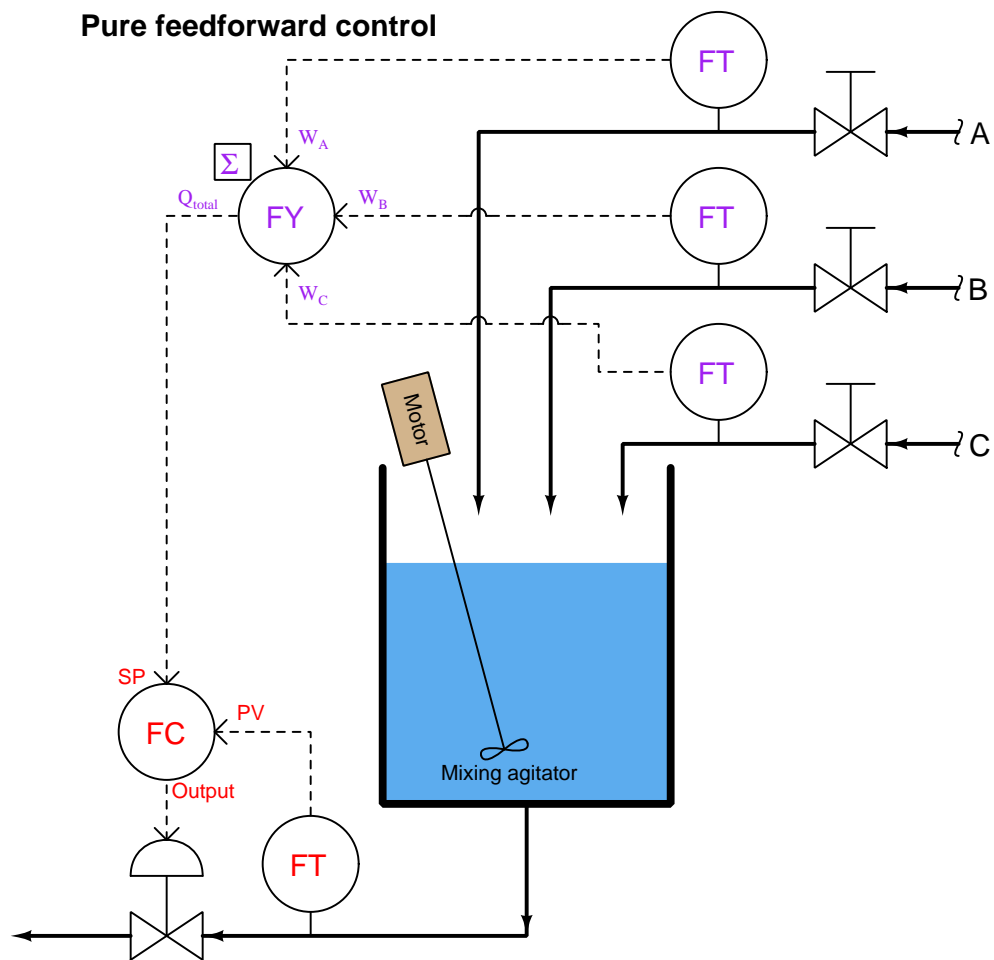 Pure feedforward control
FT
A
W_A
Σ
Q_total
FY
W_B
FT
B
W_C
FT
C
Motor
SP
FC
PV
Output
Mixing agitator
FT